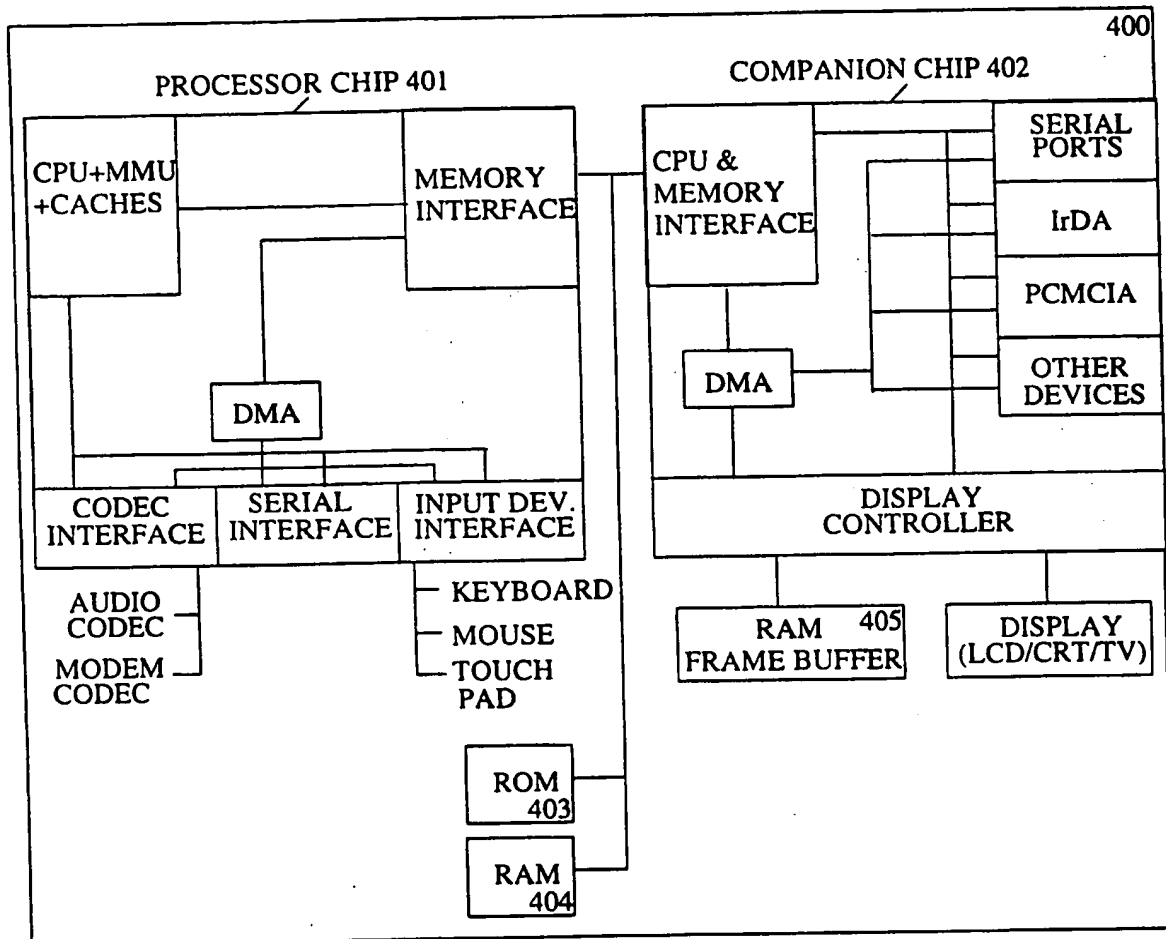 400
PROCESSOR CHIP 401
COMPANION CHIP 402
CPU+MMU
+CACHES
MEMORY
INTERFACE
CPU &
MEMORY
INTERFACE
SERIAL
PORTS
IrDA
PCMCIA
OTHER
DEVICES
DMA
DMA
CODEC
INTERFACE
SERIAL
INTERFACE
INPUT DEV.
INTERFACE
DISPLAY
CONTROLLER
AUDIO
CODEC
MODEM
CODEC
KEYBOARD
MOUSE
TOUCH
PAD
RAM 405
FRAME BUFFER
DISPLAY
(LCD/CRT/TV)
ROM
403
RAM
404